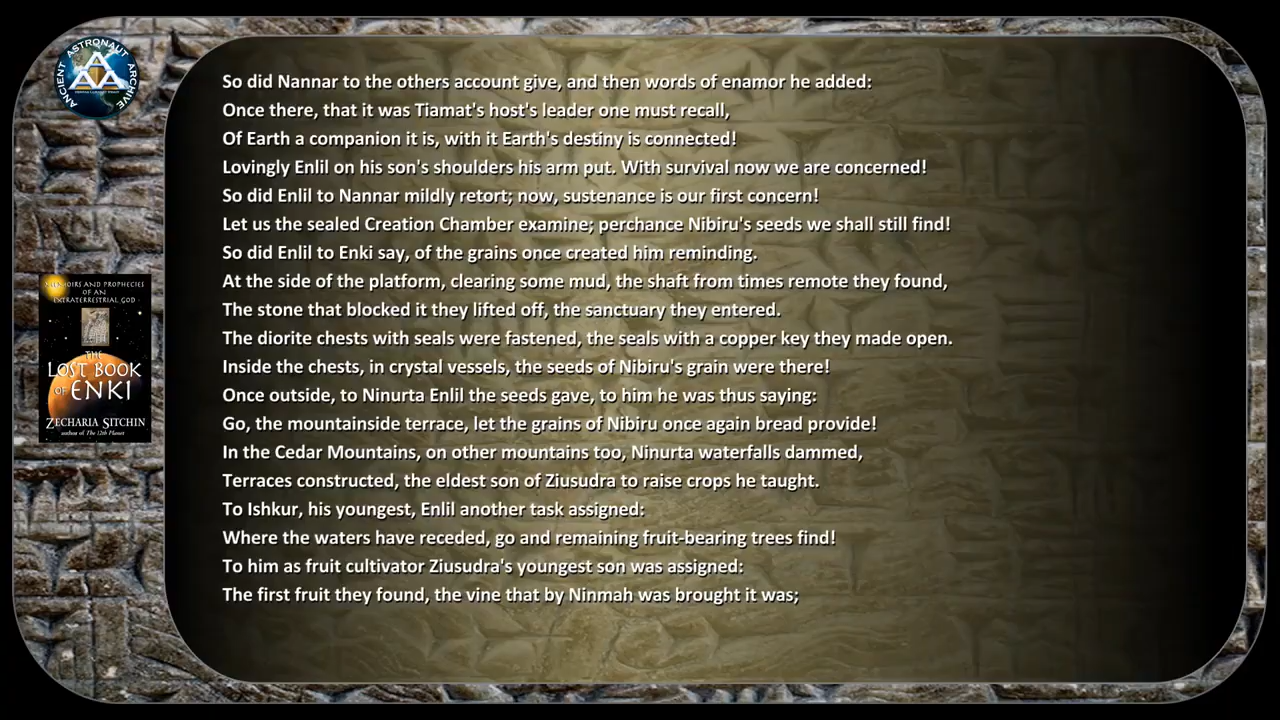 ANCIENT ASTRONAUT ARCHIVE
So did Nannar to the others account give, and then words of enamor he added:
Once there, that it was Tiamat's host's leader one must recall,
Of Earth a companion it is, with it Earth's destiny is connected!
Lovingly Enlil on his son's shoulders his arm put. With survival now we are concerned!
So did Enlil to Nannar mildly retort; now, sustenance is our first concern!
Let us the sealed Creation Chamber examine; perchance Nibiru's seeds we shall still find!
So did Enlil to Enki say, of the grains once created him reminding.
At the side of the platform, clearing some mud, the shaft from times remote they found,
The stone that blocked it they lifted off, the sanctuary they entered.
The diorite chests with seals were fastened, the seals with a copper key they made open.
Inside the chests, in crystal vessels, the seeds of Nibiru's grain were there!
Once outside, to Ninurta Enlil the seeds gave, to him he was thus saying:
Go, the mountainside terrace, let the grains of Nibiru once again bread provide!
In the Cedar Mountains, on other mountains too, Ninurta waterfalls dammed,
Terraces constructed, the eldest son of Ziusudra to raise crops he taught.
To Ishkur, his youngest, Enlil another task assigned:
Where the waters have receded, go and remaining fruit-bearing trees find!
To him as fruit cultivator Ziusudra's youngest son was assigned:
The first fruit they found, the vine that by Ninmah was brought it was;
MEMOIRS AND PROPHECIES
OF AN
EXTRATERRESTRIAL GOD
THE
LOST BOOK
OF ENKI
ZECHARIA SITCHIN
author of The 12th Planet